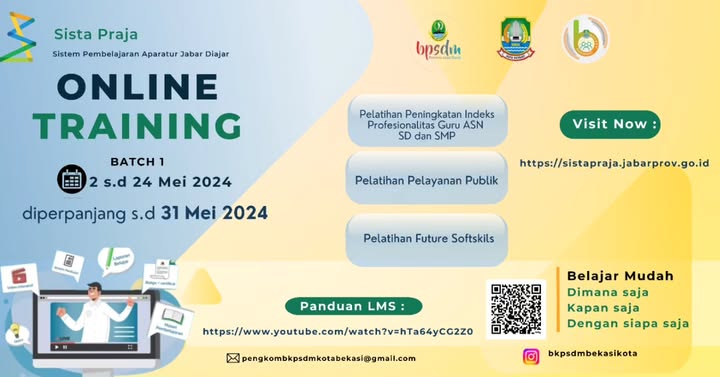 Sista Praja
Sistem Pembelajaran Aparatur Jabar Diajar
bpsdm
ONLINE
TRAINING
BATCH 1
2 s.d 24 Mei 2024
diperpanjang s.d 31 Mei 2024
Pelatihan Peningkatan Indeks
Profesionalitas Guru ASN
SD dan SMP
Pelatihan Pelayanan Publik
Pelatihan Future Softskils
Visit Now :
https://sistapraja.jabarprov.go.id
Panduan LMS :
https://www.youtube.com/watch?v=hTa64yCG2Z0
pengkombkpsdmkotabekasi@gmail.com
Belajar Mudah
Dimana saja
Kapan saja
Dengan siapa saja
bkpsdmbekasikota
LIVE